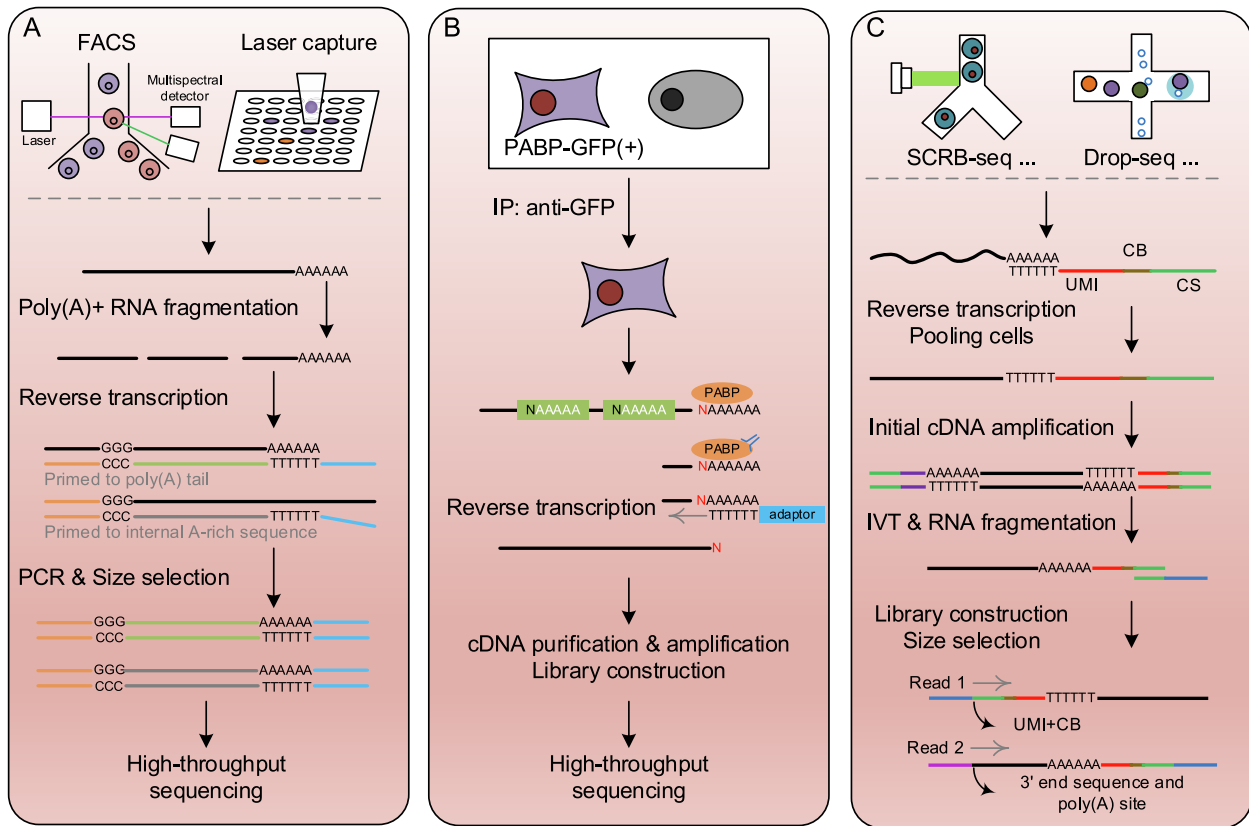 A
FACS
Laser capture
Multispectral
detector
Laser
AAAAAA
Poly(A)+ RNA fragmentation
AAAAAA
Reverse transcription
GGG AAAAAA
CCC TTTTTT
Primed to poly(A) tail
GGG
CCC TTTTTT
Primed to internal A-rich sequence
PCR & Size selection
GGG AAAAAA
CCC TTTTTT
GGG AAAAAA
CCC TTTTTT
High-throughput
sequencing
B
PABP-GFP(+)
IP: anti-GFP
PABP
NAAAAA NAAAAA NAAAAAA
PABP
NAAAAAA
NAAAAAA
Reverse transcription
TTTTTT adaptor
N
cDNA purification & amplification
Library construction
High-throughput
sequencing
C
SCRB-seq ... Drop-seq ...
AAAAAA CB
TTTTTT
UMI CS
Reverse transcription
Pooling cells
TTTTTT
Initial cDNA amplification
AAAAAA TTTTTT
TTTTTT AAAAAA
IVT & RNA fragmentation
AAAAAA
Library construction
Size selection
Read 1
TTTTTT
UMI+CB
Read 2
AAAAAA
3' end sequence and
poly(A) site